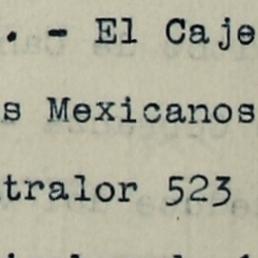 . - El Caje
s Mexicanos
tralor 523